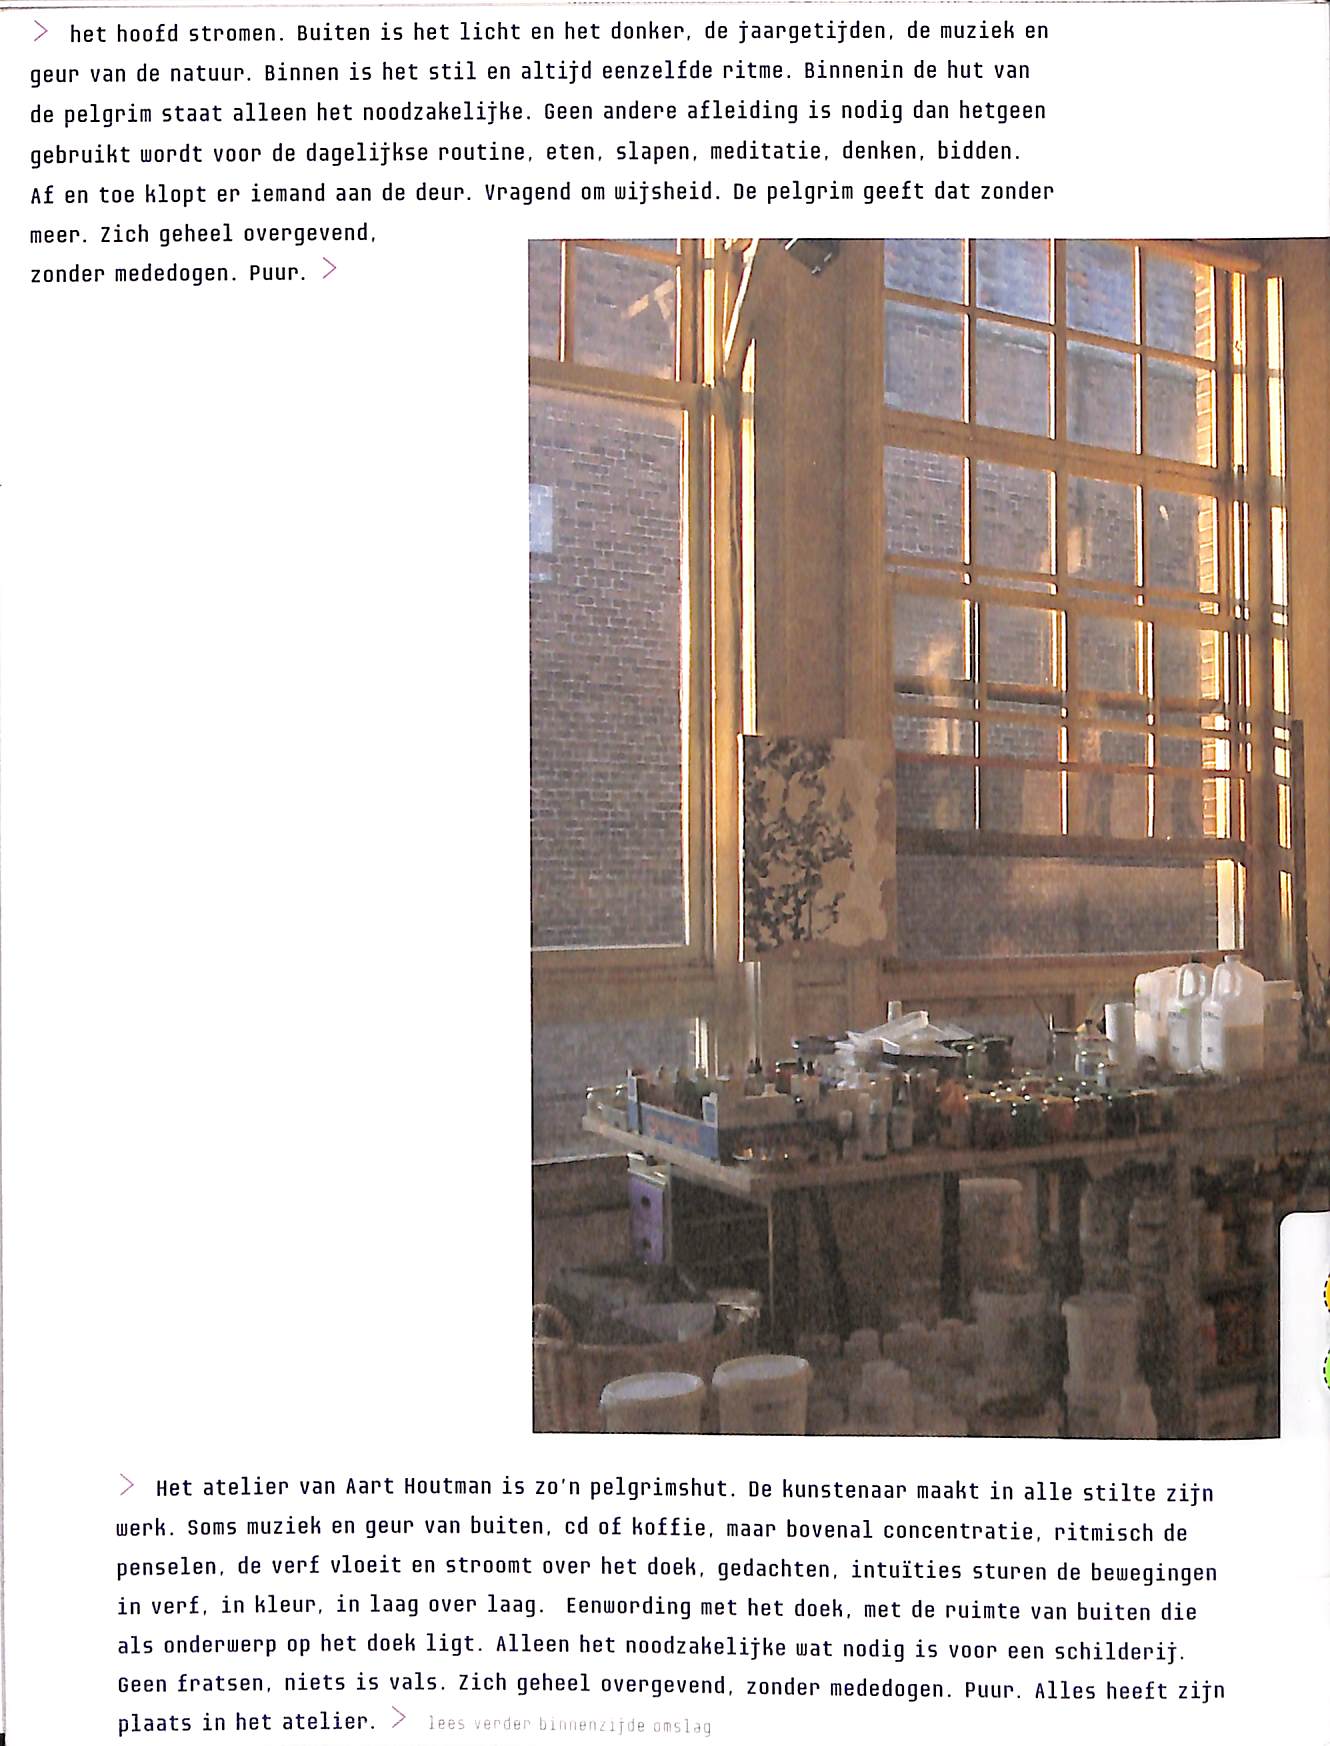 > het hoofd stromen. Buiten is het licht en het donker, de jaargetijden, de muziek en
geur van de natuur. Binnen is het stil en altijd eenzelfde ritme. Binnenin de hut van
de pelgrim staat alleen het noodzakelijke. Geen andere afleiding is nodig dan hetgeen
gebruikt wordt voor de dagelijkse routine, eten, slapen, meditatie, denken, bidden.
Af en toe klopt er iemand aan de deur. Vragend om wijsheid. De pelgrim geeft dat zonder
meer. Zich geheel overgevend,
zonder mededogen. Puur. >
> Het atelier van Aart Houtman is zo'n pelgrimshut. De kunstenaar maakt in alle stilte zijn
werk. Soms muziek en geur van buiten, cd of koffie, maar bovenal concentratie, ritmisch de
penselen, de verf vloeit en stroomt over het doek, gedachten, intuïties sturen de bewegingen
in verf, in kleur, in laag over laag. Eenwording met het doek, met de ruimte van buiten die
als onderwerp op het doek ligt. Alleen het noodzakelijke wat nodig is voor een schilderij.
Geen fratsen, niets is vals. Zich geheel overgevend, zonder mededogen. Puur. Alles heeft zijn
plaats in het atelier. > lees verder binnenzijde omslag